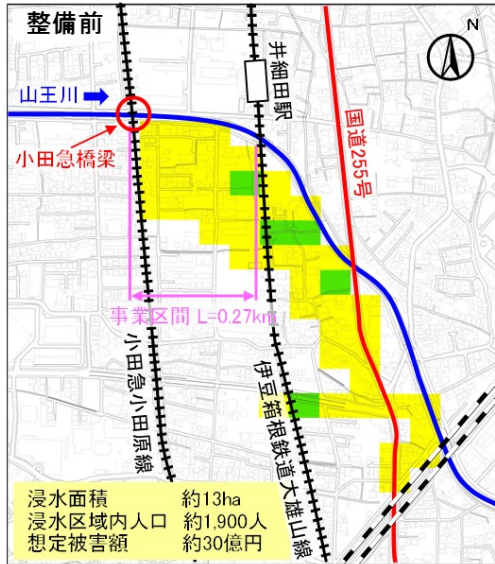 整備前
N
山王川
井細田駅
小田急橋梁
国道255号
事業区間 L=0.27km
小田急小田原線
伊豆箱根鉄道大雄山線
浸水面積 約13ha
浸水区域内人口 約1,900人
想定被害額 約30億円